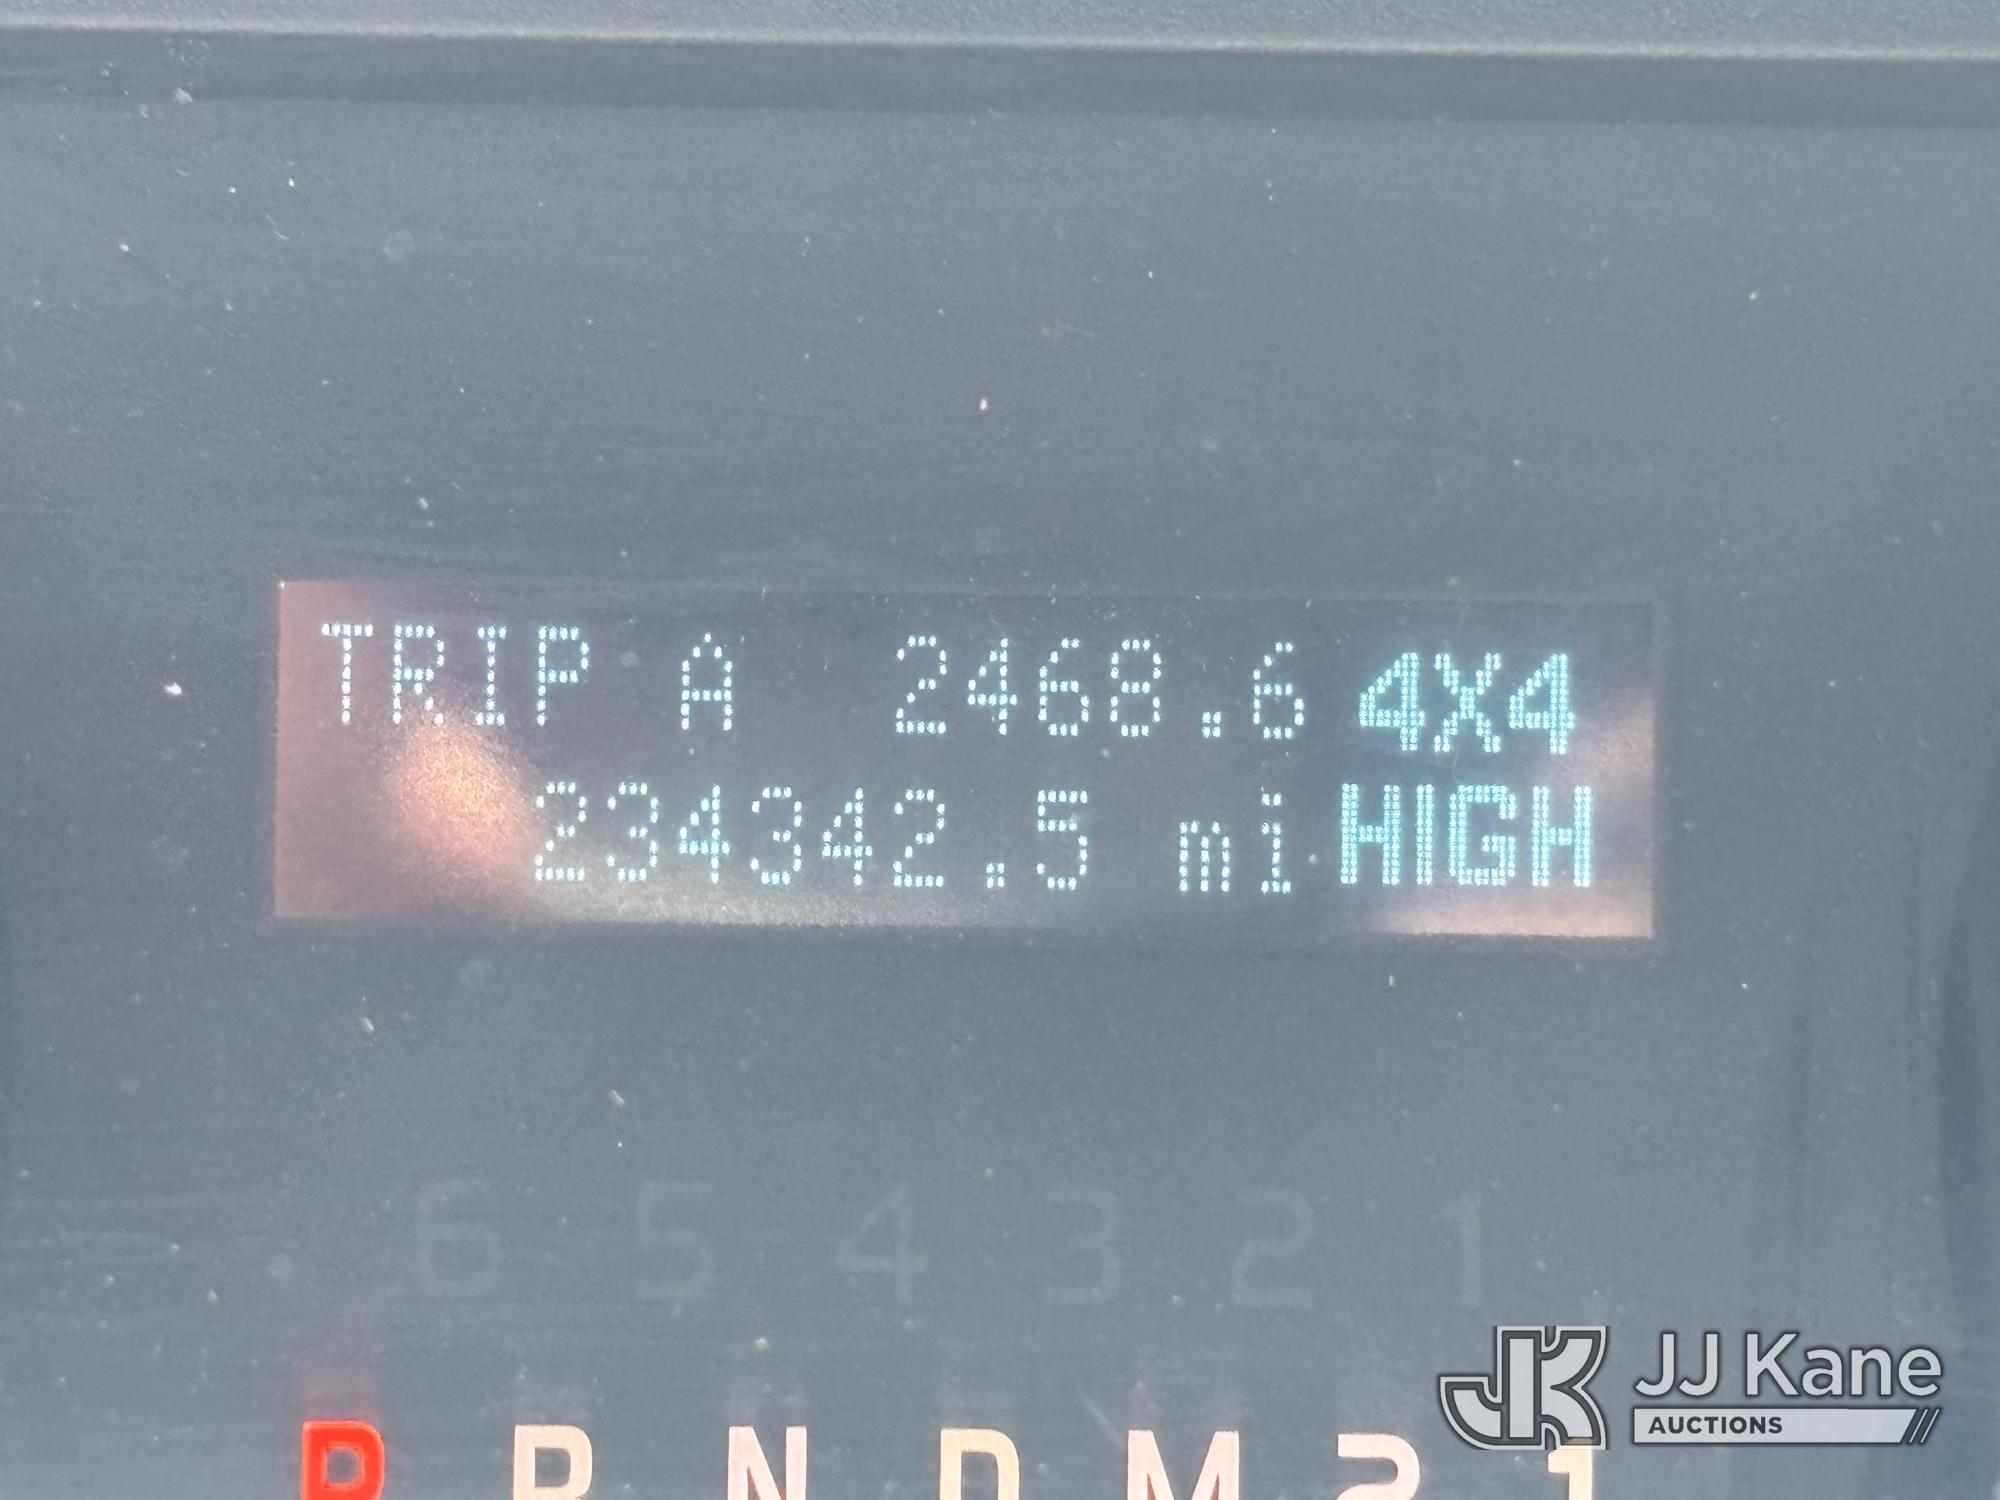 TRIP A 2468.6 4X4
234342.5 mi HIGH
6 5 4 3 2 1
P R N D M 2 1
JJ Kane
AUCTIONS